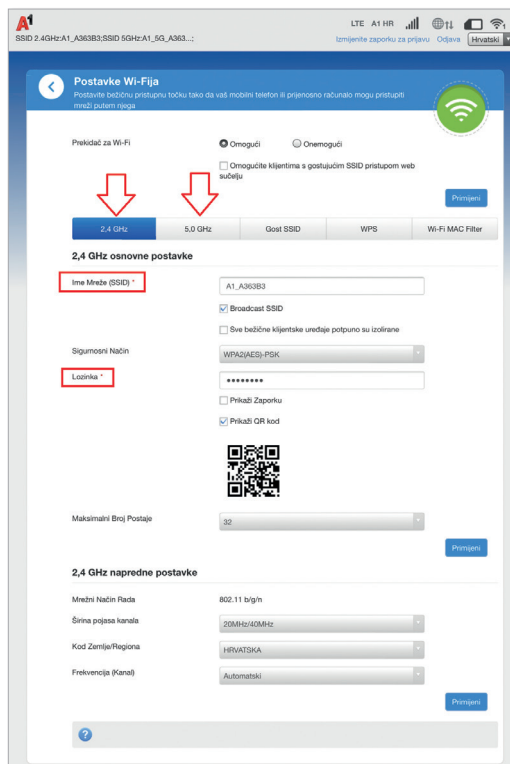 A1
LTE A1 HR
SSID 2.4GHz:A1_A363B3;SSID 5GHz:A1_5G_A363...;
Izmijenite zaporku za prijavu Odjava Hrvatski
Postavke Wi-Fija
Postavite bežičnu pristupnu točku tako da vaš mobilni telefon ili prijenosno računalo mogu pristupiti
mreži putem njega
Prekidač za Wi-Fi Omogući Onemogući
Omogućite klijentima s gostujućim SSID pristupom web
sučelju
Primijeni
2,4 GHz 5,0 GHz Gost SSID WPS Wi-Fi MAC Filter
2,4 GHz osnovne postavke
Ime Mreže (SSID) * A1_A363B3
Broadcast SSID
Sve bežične klijentske uređaje potpuno su izolirane
Sigurnosni Način WPA2(AES)-PSK
Lozinka * ••••••••
Prikaži Zaporku
Prikaži QR kod
Maksimalni Broj Postaje 32
Primijeni
2,4 GHz napredne postavke
Mrežni Način Rada 802.11 b/g/n
Širina pojasa kanala 20MHz/40MHz
Kod Zemlje/Regiona HRVATSKA
Frekvencija (Kanal) Automatski
Primijeni
?